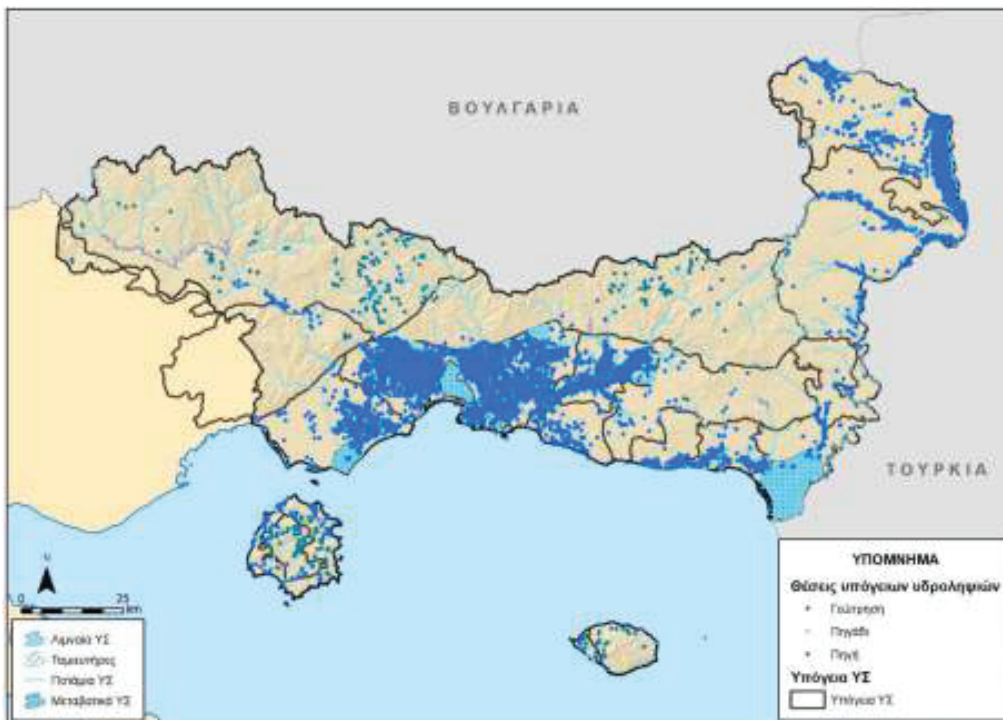 ΒΟΥΛΓΑΡΙΑ
ΤΟΥΡΚΙΑ
N
0 25
km
Λιμναία ΥΣ
Ταμιευτήρες
Ποτάμια ΥΣ
Μεταβατικά ΥΣ
ΥΠΟΜΝΗΜΑ
Θέσεις υπόγειων υδροληψιών
Γεώτρηση
Πηγάδι
Πηγή
Υπόγεια ΥΣ
Υπόγεια ΥΣ